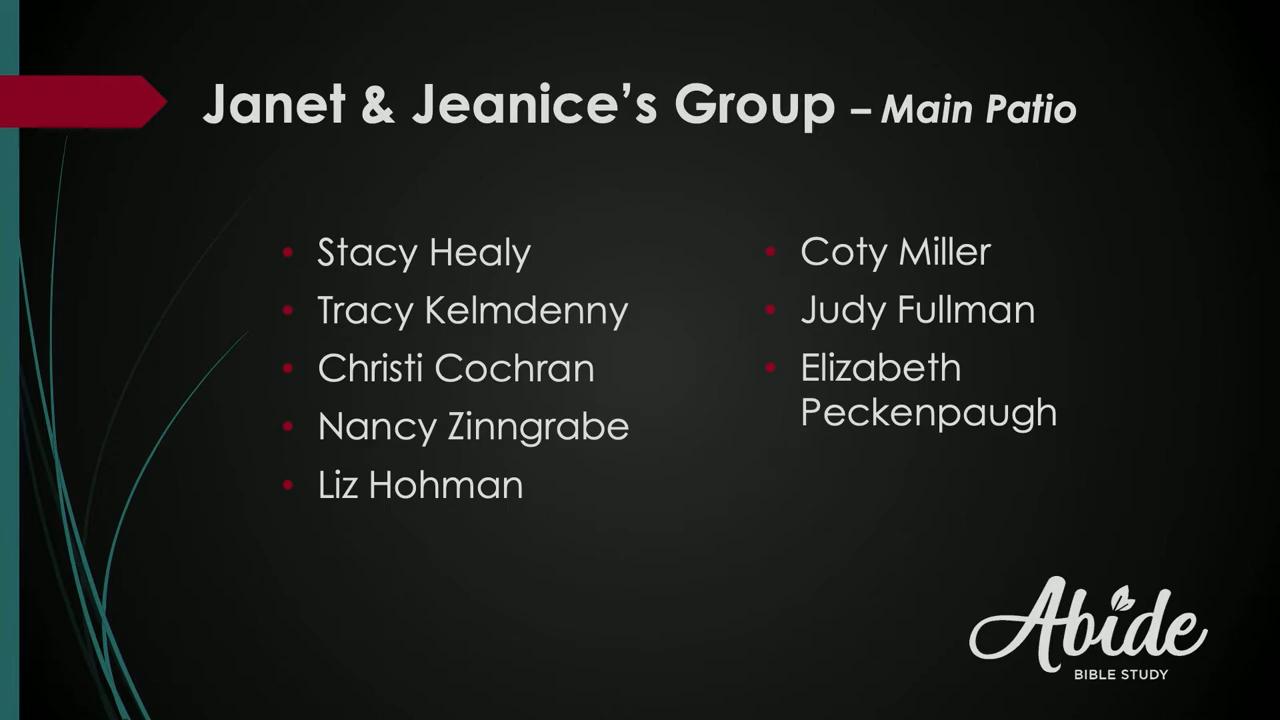 Janet & Jeanice’s Group – Main Patio
• Stacy Healy
• Tracy Kelmdenny
• Christi Cochran
• Nancy Zinngrabe
• Liz Hohman
• Coty Miller
• Judy Fullman
• Elizabeth
Peckenpaugh
Abide
BIBLE STUDY